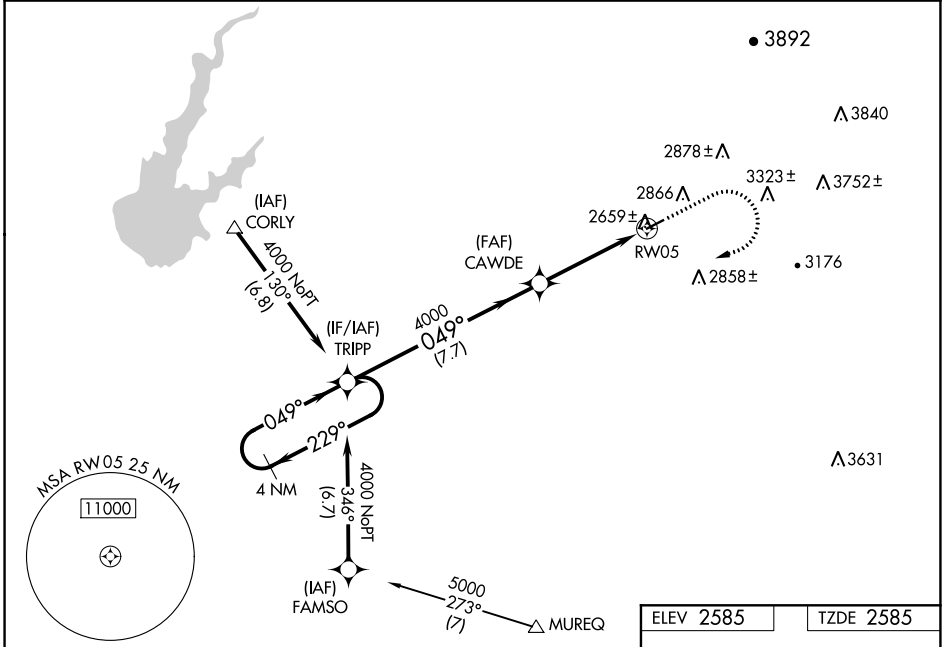 3892
3840
2878±
3323±
3752±
2866
2659±
RW05
3176
2858±
(IAF)
CORLY
4000 NoPT
130°
(6.8)
(FAF)
CAWDE
(IF/IAF)
TRIPP
4000
049°
(7.7)
049°
229°
4 NM
4000 NoPT
346°
(6.7)
3631
MSA RW05 25 NM
11000
(IAF)
FAMSO
5000
273°
(7)
MUREQ
ELEV 2585
TZDE 2585